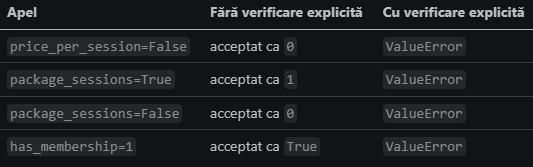 Apel Fără verificare explicită Cu verificare explicită
price_per_session=False acceptat ca 0 ValueError
package_sessions=True acceptat ca 1 ValueError
package_sessions=False acceptat ca 0 ValueError
has_membership=1 acceptat ca True ValueError